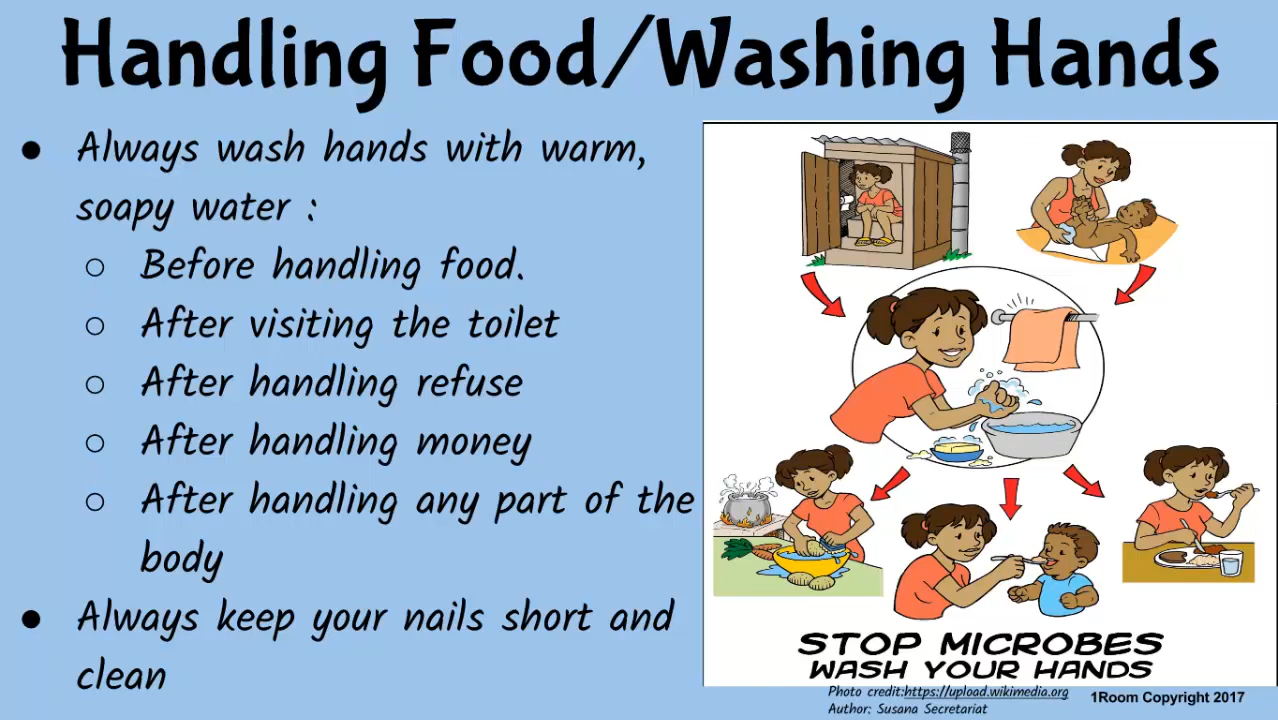 Handling Food/Washing Hands
● Always wash hands with warm,
soapy water :
○ Before handling food.
○ After visiting the toilet
○ After handling refuse
○ After handling money
○ After handling any part of the
body
● Always keep your nails short and
clean
STOP MICROBES
WASH YOUR HANDS
Photo credit:https://upload.wikimedia.org
Author: Susana Secretariat
1Room Copyright 2017